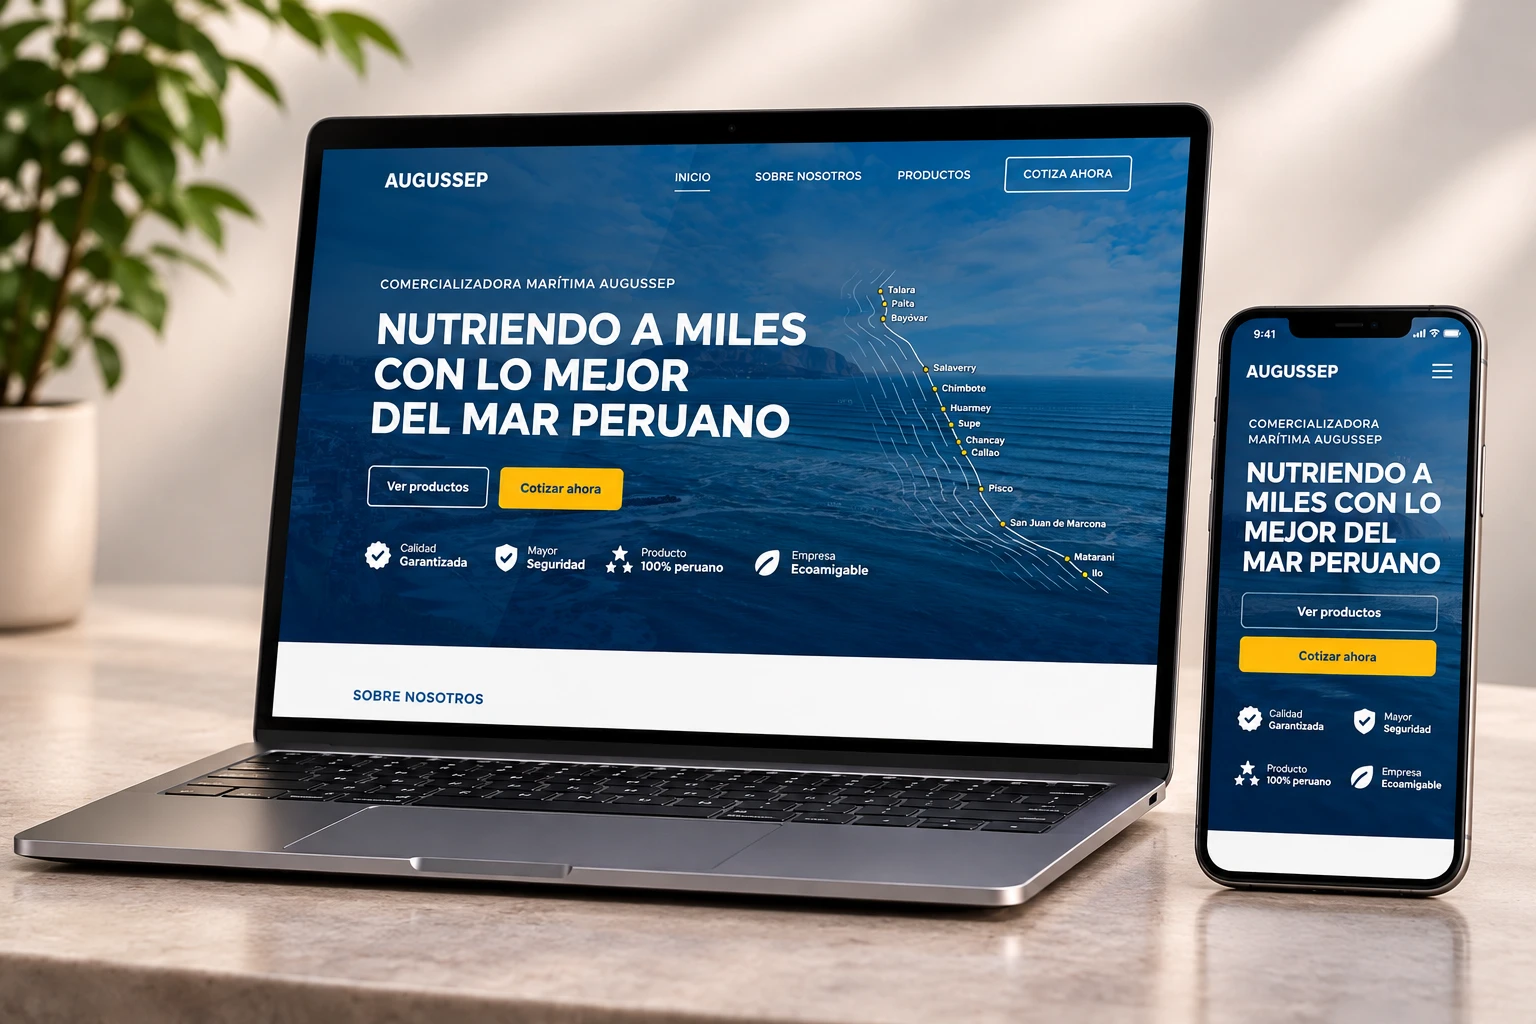 AUGUSSEP
INICIO
SOBRE NOSOTROS
PRODUCTOS
COTIZA AHORA
COMERCIALIZADORA MARÍTIMA AUGUSSEP
NUTRIENDO A MILES
CON LO MEJOR
DEL MAR PERUANO
Ver productos
Cotizar ahora
Calidad
Garantizada
Mayor
Seguridad
Producto
100% peruano
Empresa
Ecoamigable
Talara
Paita
Bayóvar
Salaverry
Chimbote
Huarmey
Supe
Chancay
Callao
Pisco
San Juan de Marcona
Matarani
Ilo
SOBRE NOSOTROS
9:41
AUGUSSEP
COMERCIALIZADORA
MARÍTIMA AUGUSSEP
NUTRIENDO A
MILES CON LO
MEJOR DEL
MAR PERUANO
Ver productos
Cotizar ahora
Calidad
Garantizada
Mayor
Seguridad
Producto
100% peruano
Empresa
Ecoamigable